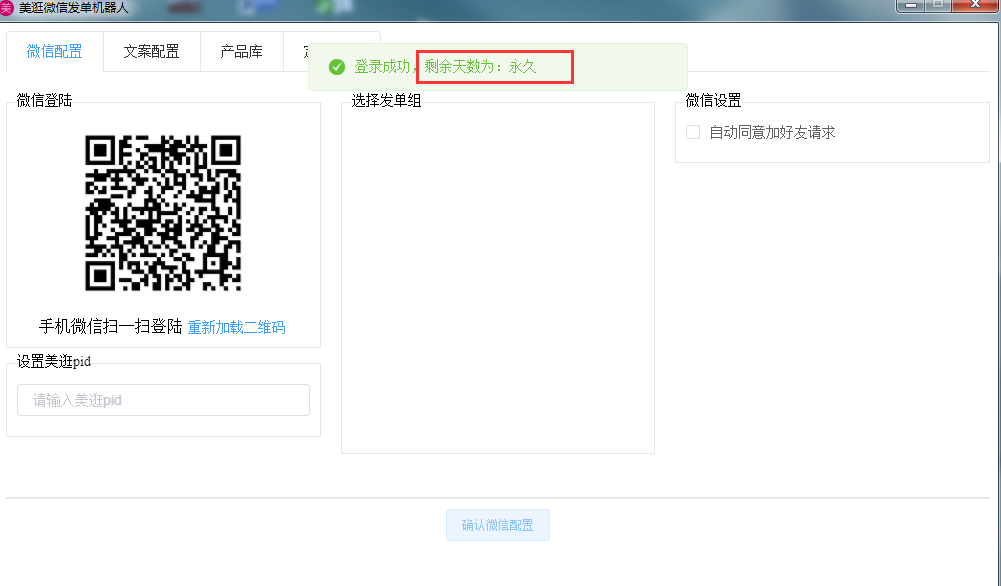 美逛微信发单机器人
微信配置 文案配置 产品库
登录成功，剩余天数为：永久
微信登陆
选择发单组
微信设置
自动同意加好友请求
手机微信扫一扫登陆 重新加载二维码
设置美逛pid
请输入美逛pid
确认微信配置